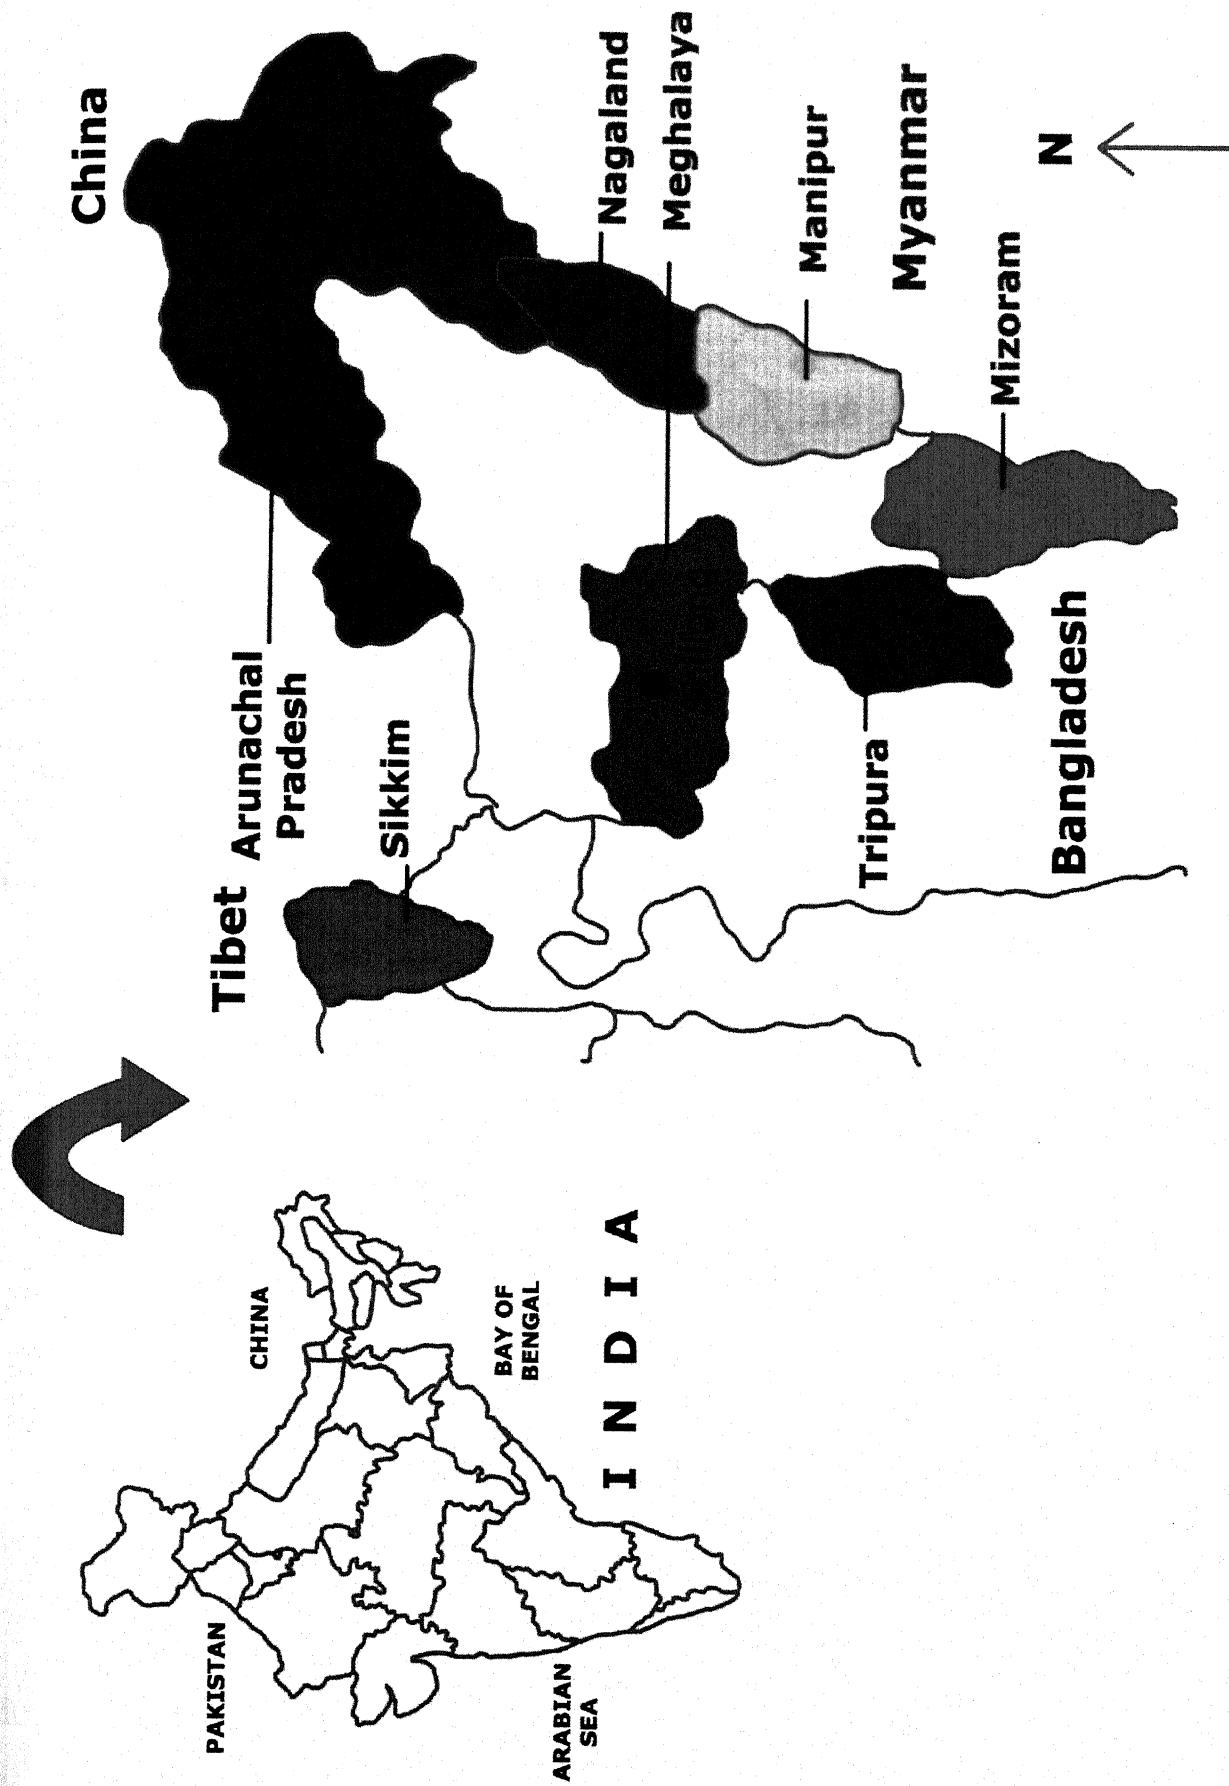 CHINA
PAKISTAN
BAY OF
BENGAL
ARABIAN
SEA
I N D I A
China
Tibet
Arunachal
Pradesh
Sikkim
Nagaland
Meghalaya
Manipur
Myanmar
Mizoram
Tripura
Bangladesh
N